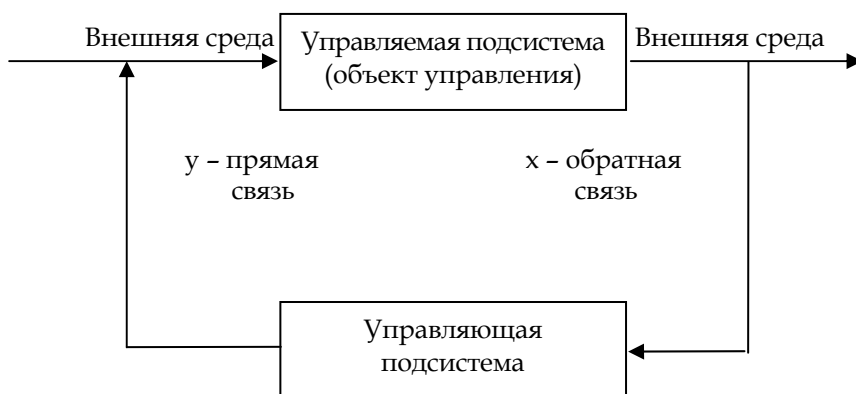 Внешняя среда
Управляемая подсистема
(объект управления)
Внешняя среда
y – прямая
связь
x – обратная
связь
Управляющая
подсистема